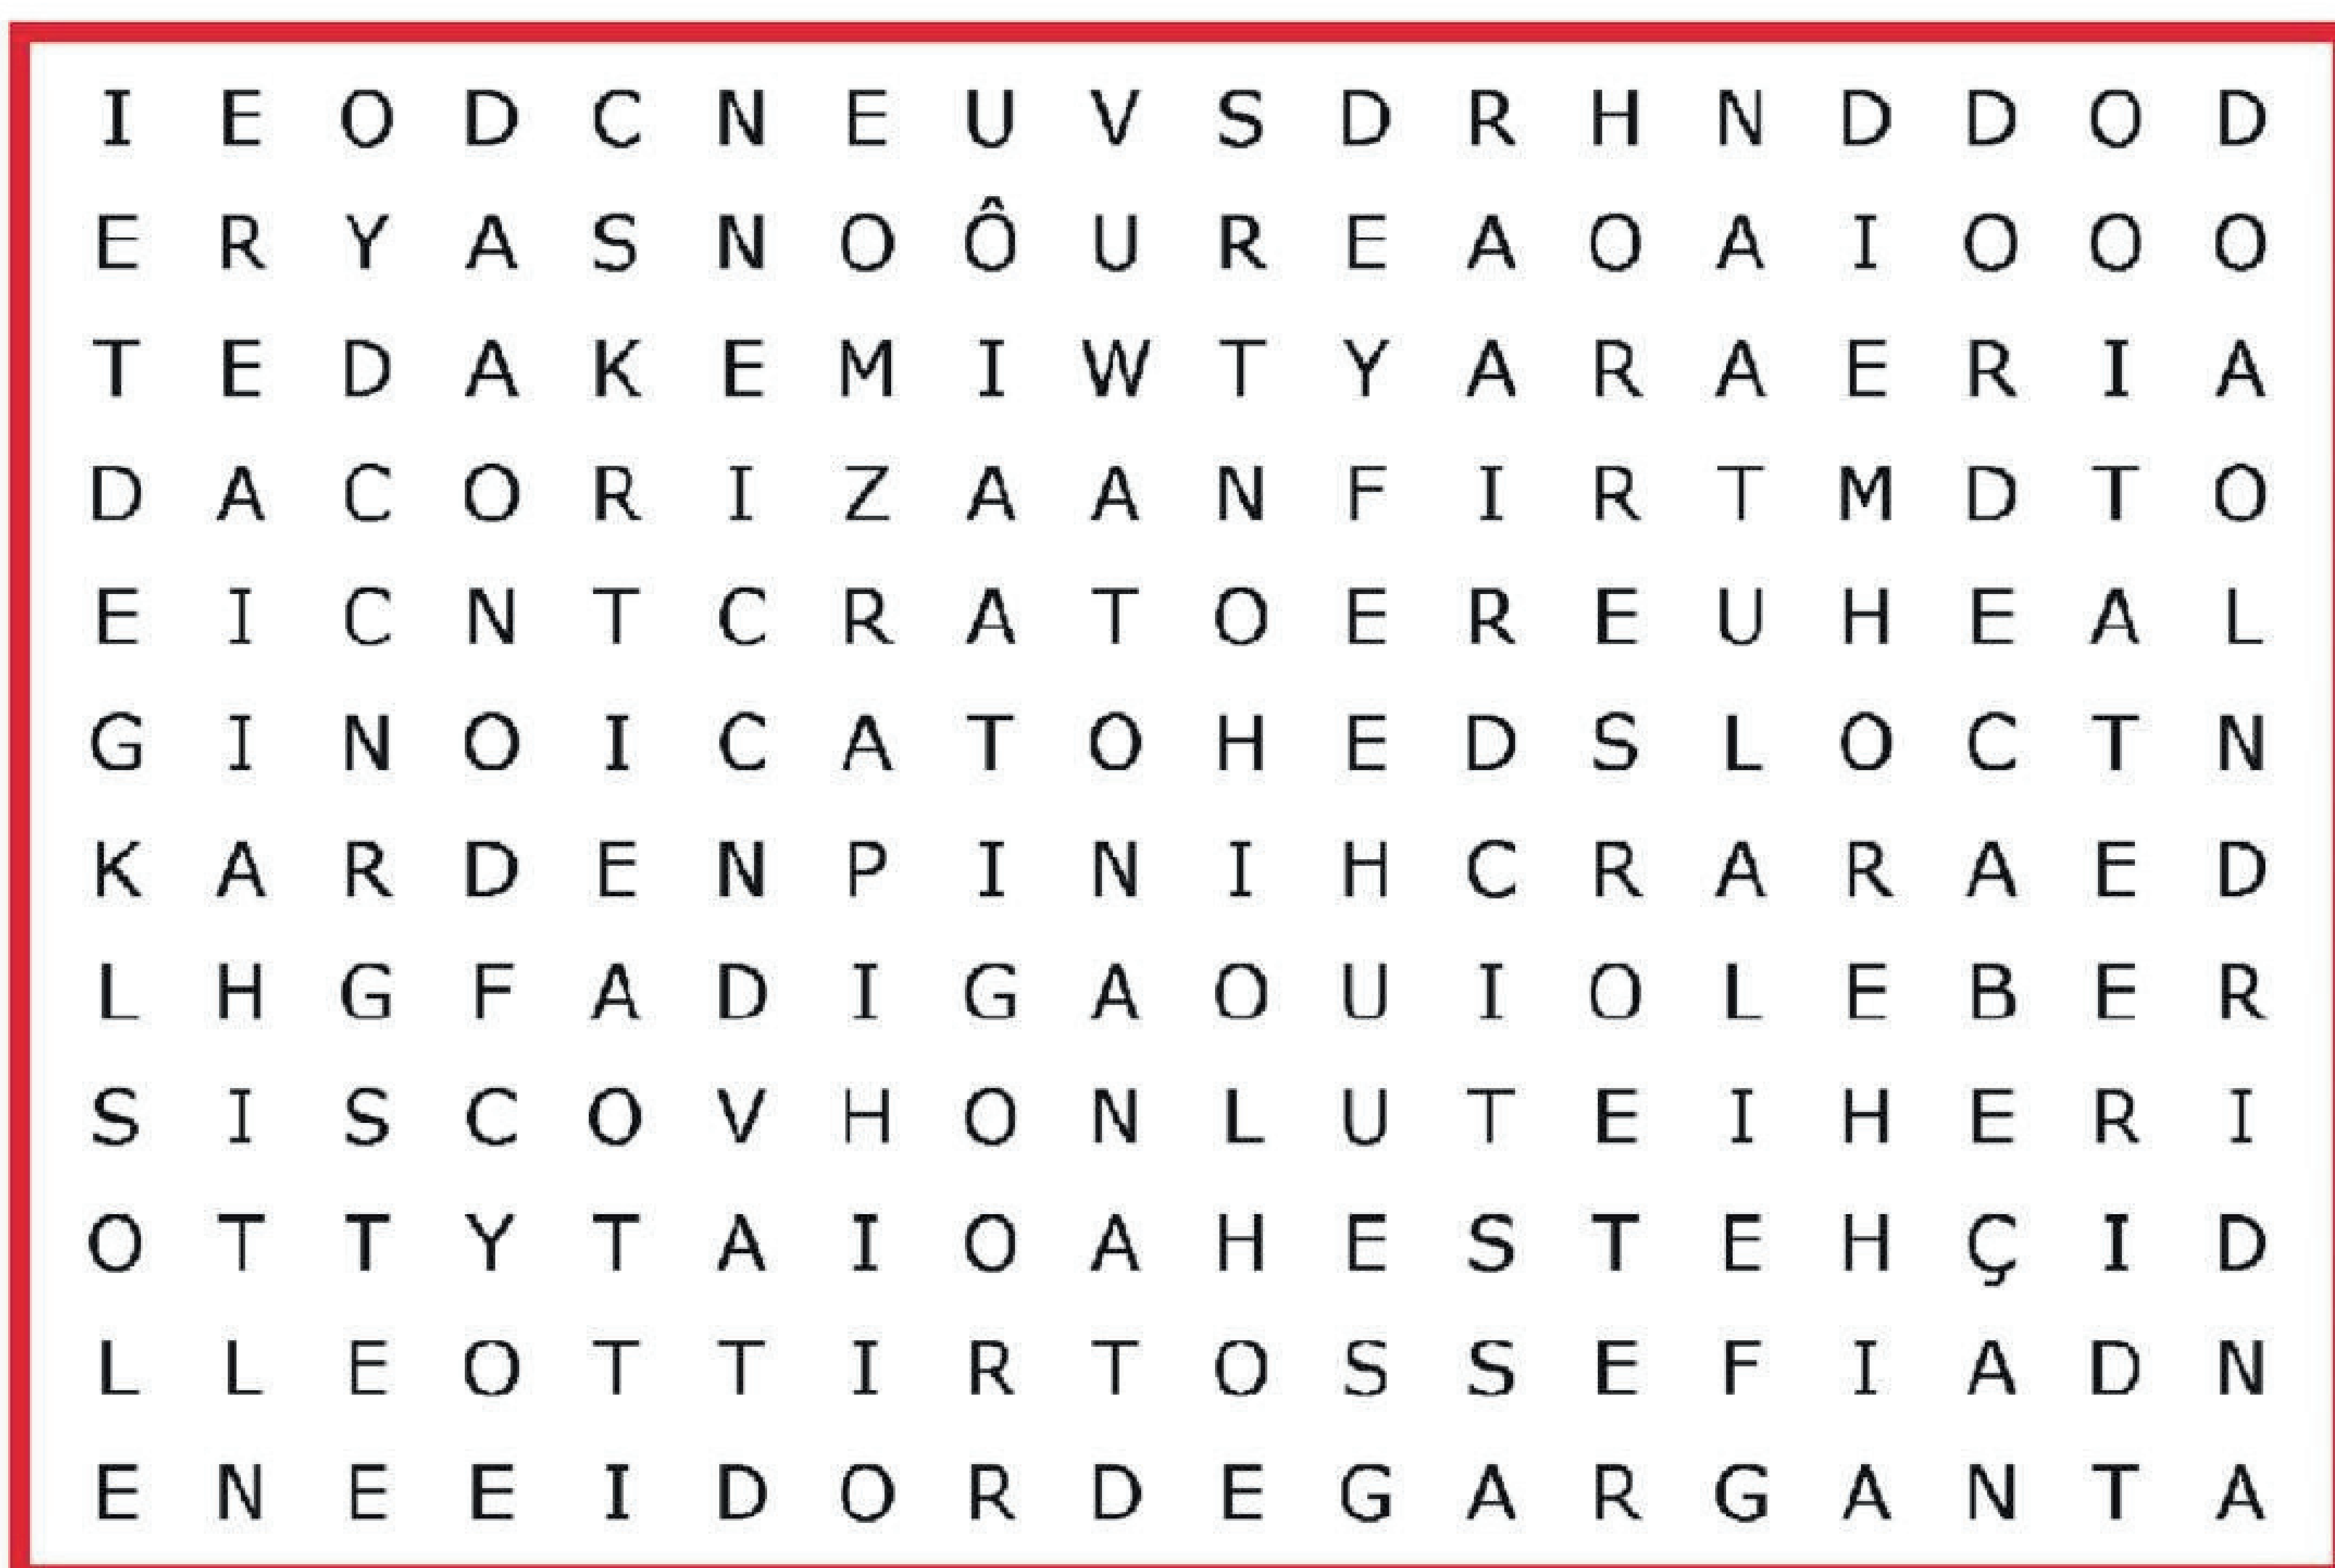 I E O D C N E U V S D R H N D D O D
E R Y A S N O Ô U R E A O A I O O O
T E D A K E M I W T Y A R A E R I A
D A C O R I Z A A N F I R T M D T O
E I C N T C R A T O E R E U H E A L
G I N O I C A T O H E D S L O C T N
K A R D E N P I N I H C R A R A E D
L H G F A D I G A O U I O L E B E R
S I S C O V H O N L U T E I H E R I
O T T Y T A I O A H E S T E H Ç I D
L L E O T T I R T O S S E F I A D N
E N E E I D O R D E G A R G A N T A